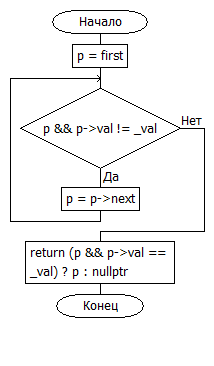 Начало
p = first
p && p->val != _val
Нет
Да
p = p->next
return (p && p->val ==
_val) ? p : nullptr
Конец